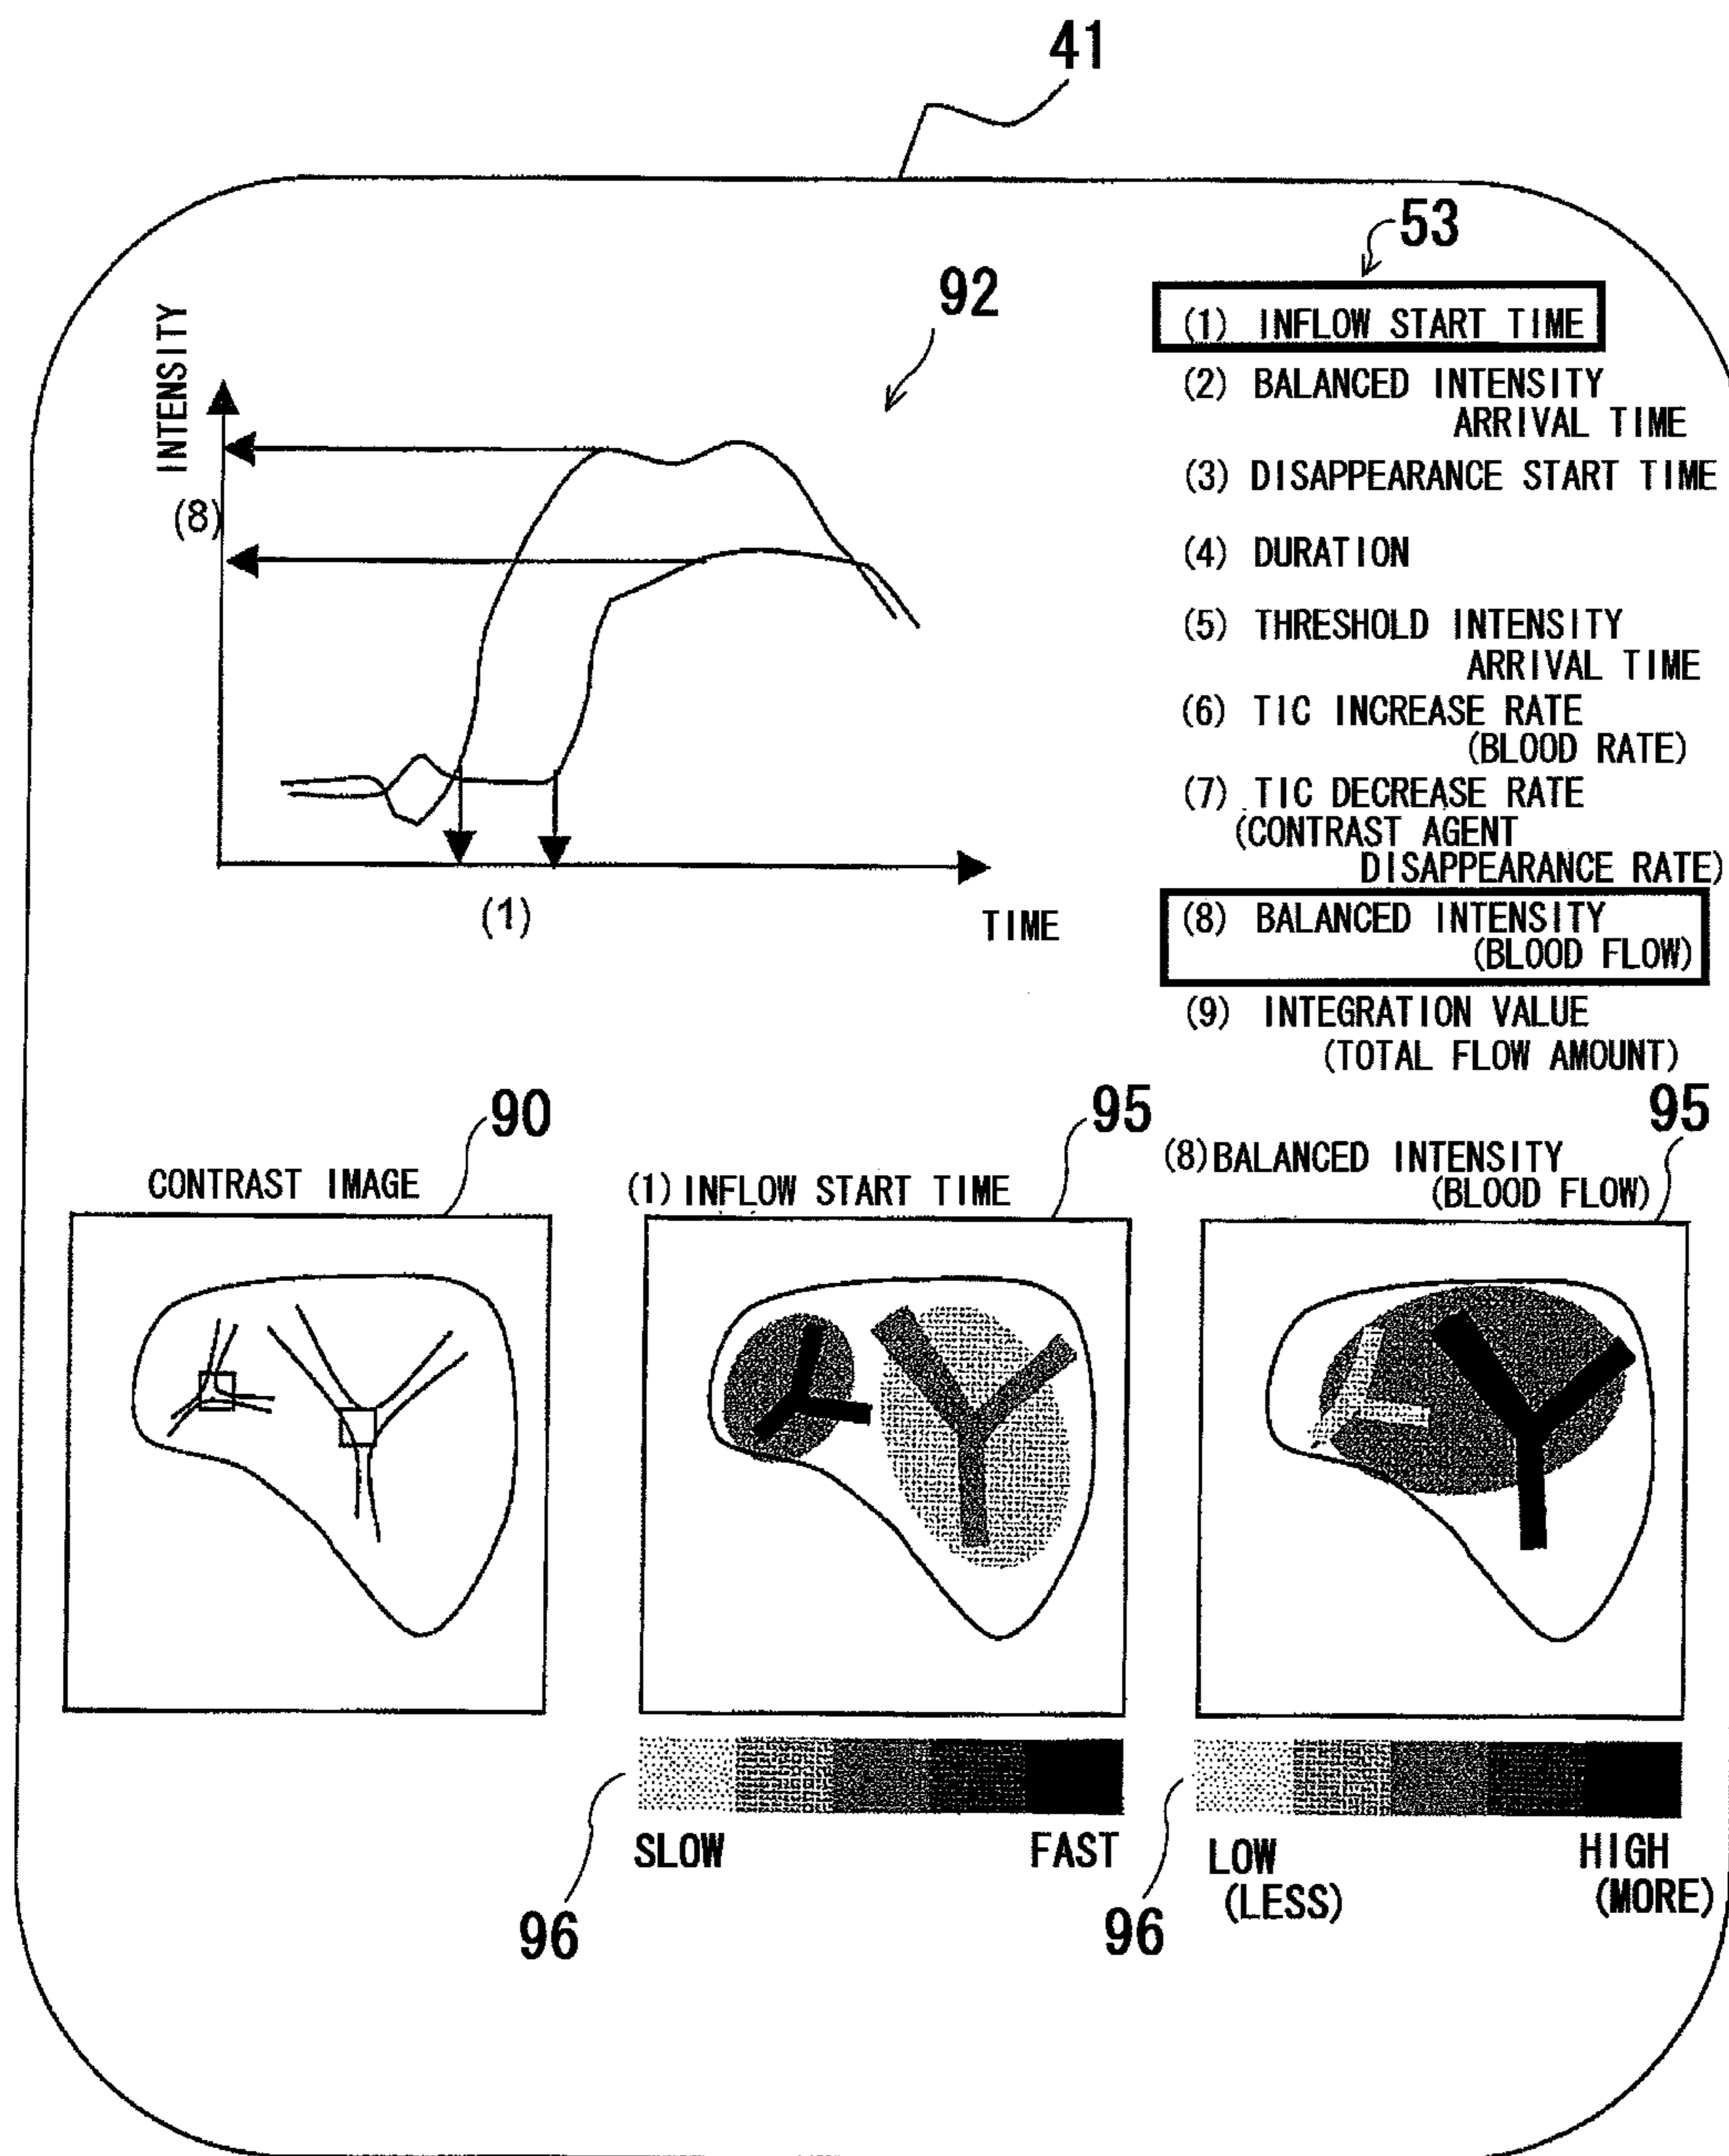 41
53
92
INTENSITY
(8)
(1)
TIME
(1) INFLOW START TIME
(2) BALANCED INTENSITY
ARRIVAL TIME
(3) DISAPPEARANCE START TIME
(4) DURATION
(5) THRESHOLD INTENSITY
ARRIVAL TIME
(6) TIC INCREASE RATE
(BLOOD RATE)
(7) TIC DECREASE RATE
(CONTRAST AGENT
DISAPPEARANCE RATE)
(8) BALANCED INTENSITY
(BLOOD FLOW)
(9) INTEGRATION VALUE
(TOTAL FLOW AMOUNT)
90
CONTRAST IMAGE
95
(1) INFLOW START TIME
95
(8) BALANCED INTENSITY
(BLOOD FLOW)
SLOW
FAST
96
LOW
(LESS)
HIGH
(MORE)
96